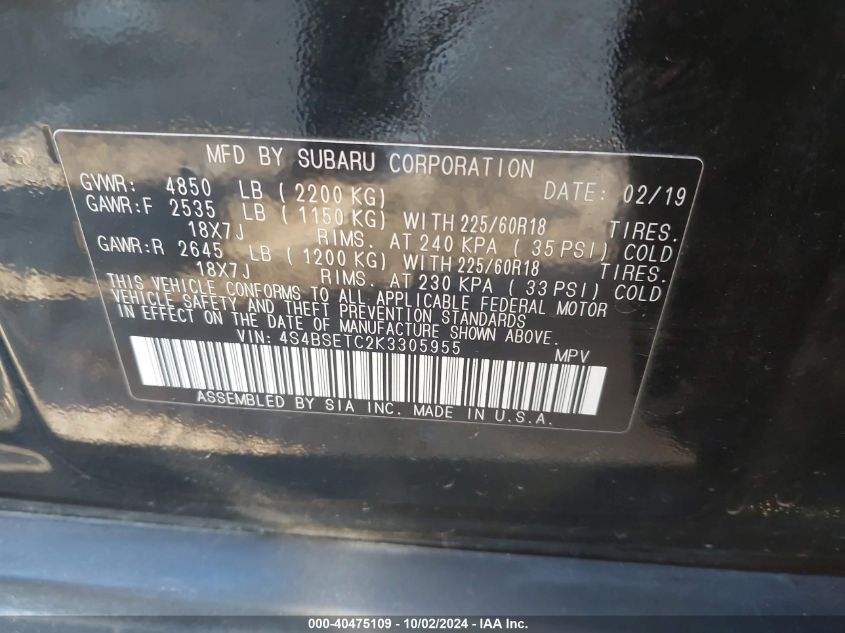 MFD BY SUBARU CORPORATION
GVWR: 4850 LB ( 2200 KG) DATE: 02/19
GAWR:F 2535 LB ( 1150 KG) WITH 225/60R18 TIRES.
18X7J RIMS. AT 240 KPA ( 35 PSI) COLD
GAWR:R 2645 LB ( 1200 KG) WITH 225/60R18 TIRES.
18X7J RIMS. AT 230 KPA ( 33 PSI) COLD
THIS VEHICLE CONFORMS TO ALL APPLICABLE FEDERAL MOTOR
VEHICLE SAFETY AND THEFT PREVENTION STANDARDS
IN EFFECT ON THE DATE OF MANUFACTURE SHOWN ABOVE.
VIN: 4S4BSETC2K3305955 MPV
ASSEMBLED BY SIA INC. MADE IN U.S.A.
000-40475109 - 10/02/2024 - IAA Inc.